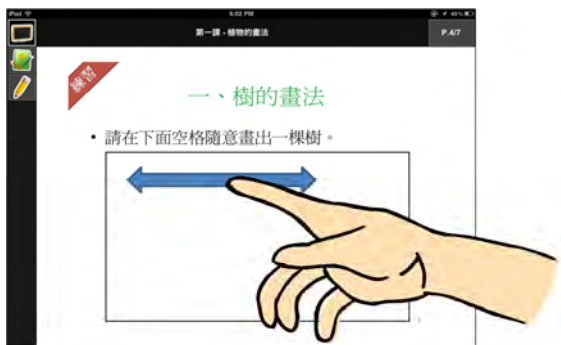 iPad 6:02 PM 49%
第一課 - 植物的畫法 P.4/7
練習
一、樹的畫法
• 請在下面空格隨意畫出一棵樹。